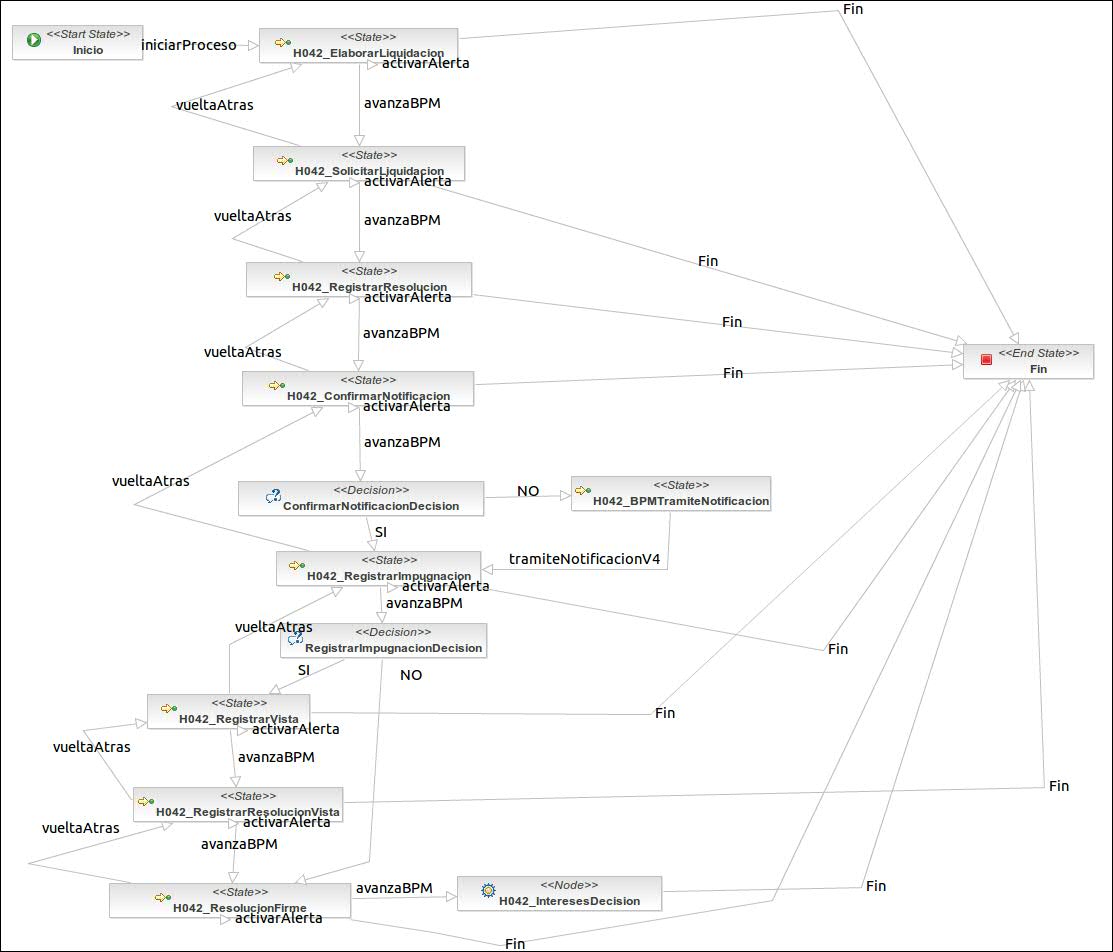 Fin
<<Start State>>
Inicio
iniciarProceso
<<State>>
H042_ElaborarLiquidacion
activarAlerta
vueltaAtras
avanzaBPM
<<State>>
H042_SolicitarLiquidacion
activarAlerta
vueltaAtras
avanzaBPM
Fin
<<State>>
H042_RegistrarResolucion
activarAlerta
Fin
avanzaBPM
vueltaAtras
<<End State>>
Fin
Fin
<<State>>
H042_ConfirmarNotificacion
activarAlerta
avanzaBPM
vueltaAtras
<<Decision>>
ConfirmarNotificacionDecision
NO
<<State>>
H042_BPMTramiteNotificacion
SI
tramiteNotificacionV4
<<State>>
H042_RegistrarImpugnacion
activarAlerta
avanzaBPM
vueltaAtras
<<Decision>>
RegistrarImpugnacionDecision
Fin
SI
NO
<<State>>
H042_RegistrarVista
activarAlerta
Fin
vueltaAtras
avanzaBPM
Fin
<<State>>
H042_RegistrarResolucionVista
activarAlerta
vueltaAtras
avanzaBPM
<<State>>
H042_ResolucionFirme
activarAlerta
avanzaBPM
<<Node>>
H042_InteresesDecision
Fin
Fin